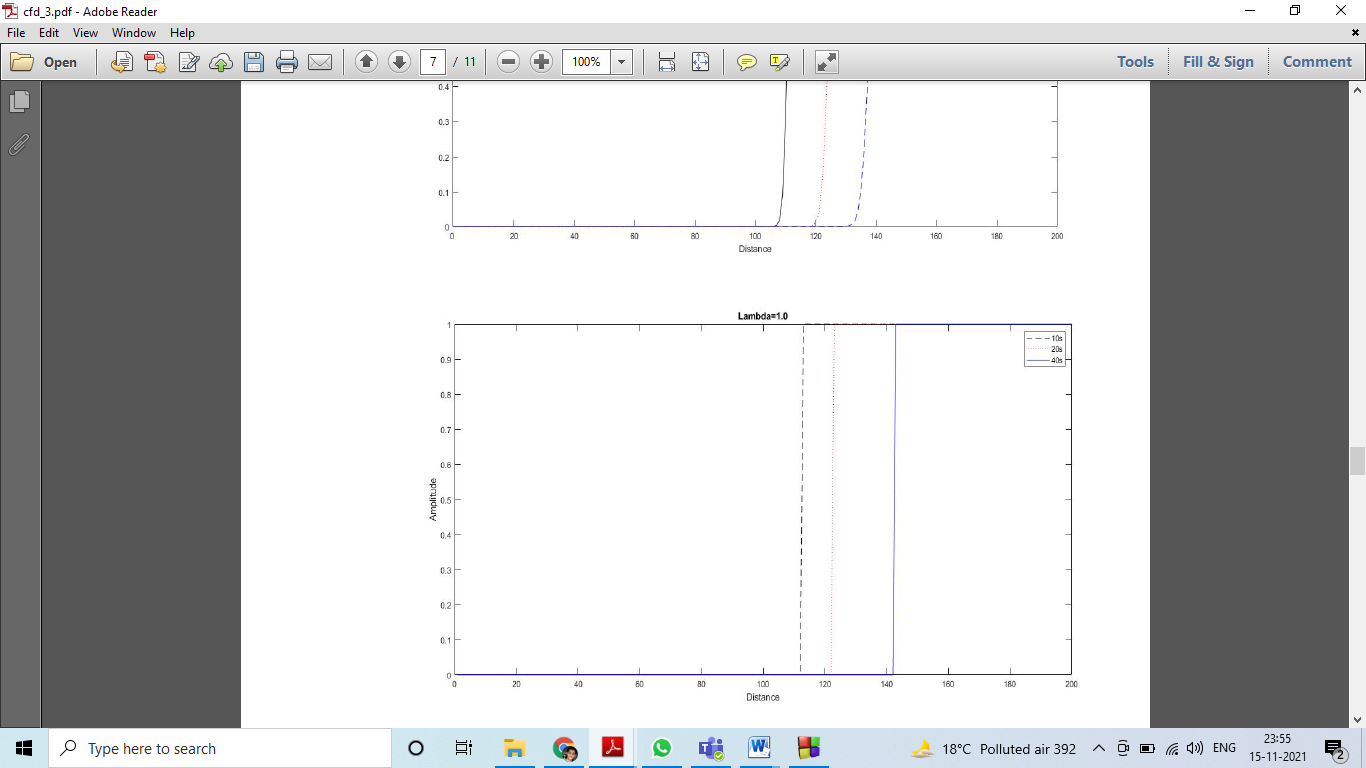 cfd_3.pdf - Adobe Reader
File Edit View Window Help
Open 7 / 11 100% Tools Fill & Sign Comment
0.4
0.3
0.2
0.1
0
0 20 40 60 80 100 120 140 160 180 200
Distance
Lambda=1.0
1
0.9
0.8
0.7
0.6
0.5
0.4
0.3
0.2
0.1
0
Amplitude
10s
20s
40s
0 20 40 60 80 100 120 140 160 180 200
Distance
Type here to search
18°C Polluted air 392
ENG
23:55
15-11-2021
2